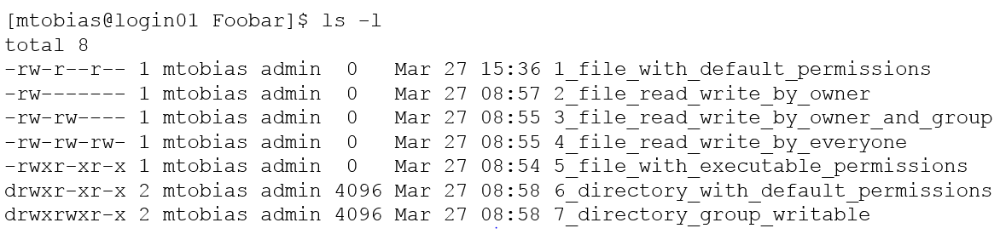 [mtobias@login01 Foobar]$ ls -l
total 8
-rw-r--r-- 1 mtobias admin 0 Mar 27 15:36 1_file_with_default_permissions
-rw------- 1 mtobias admin 0 Mar 27 08:57 2_file_read_write_by_owner
-rw-rw---- 1 mtobias admin 0 Mar 27 08:55 3_file_read_write_by_owner_and_group
-rw-rw-rw- 1 mtobias admin 0 Mar 27 08:55 4_file_read_write_by_everyone
-rwxr-xr-x 1 mtobias admin 0 Mar 27 08:54 5_file_with_executable_permissions
drwxr-xr-x 2 mtobias admin 4096 Mar 27 08:58 6_directory_with_default_permissions
drwxrwxr-x 2 mtobias admin 4096 Mar 27 08:58 7_directory_group_writable